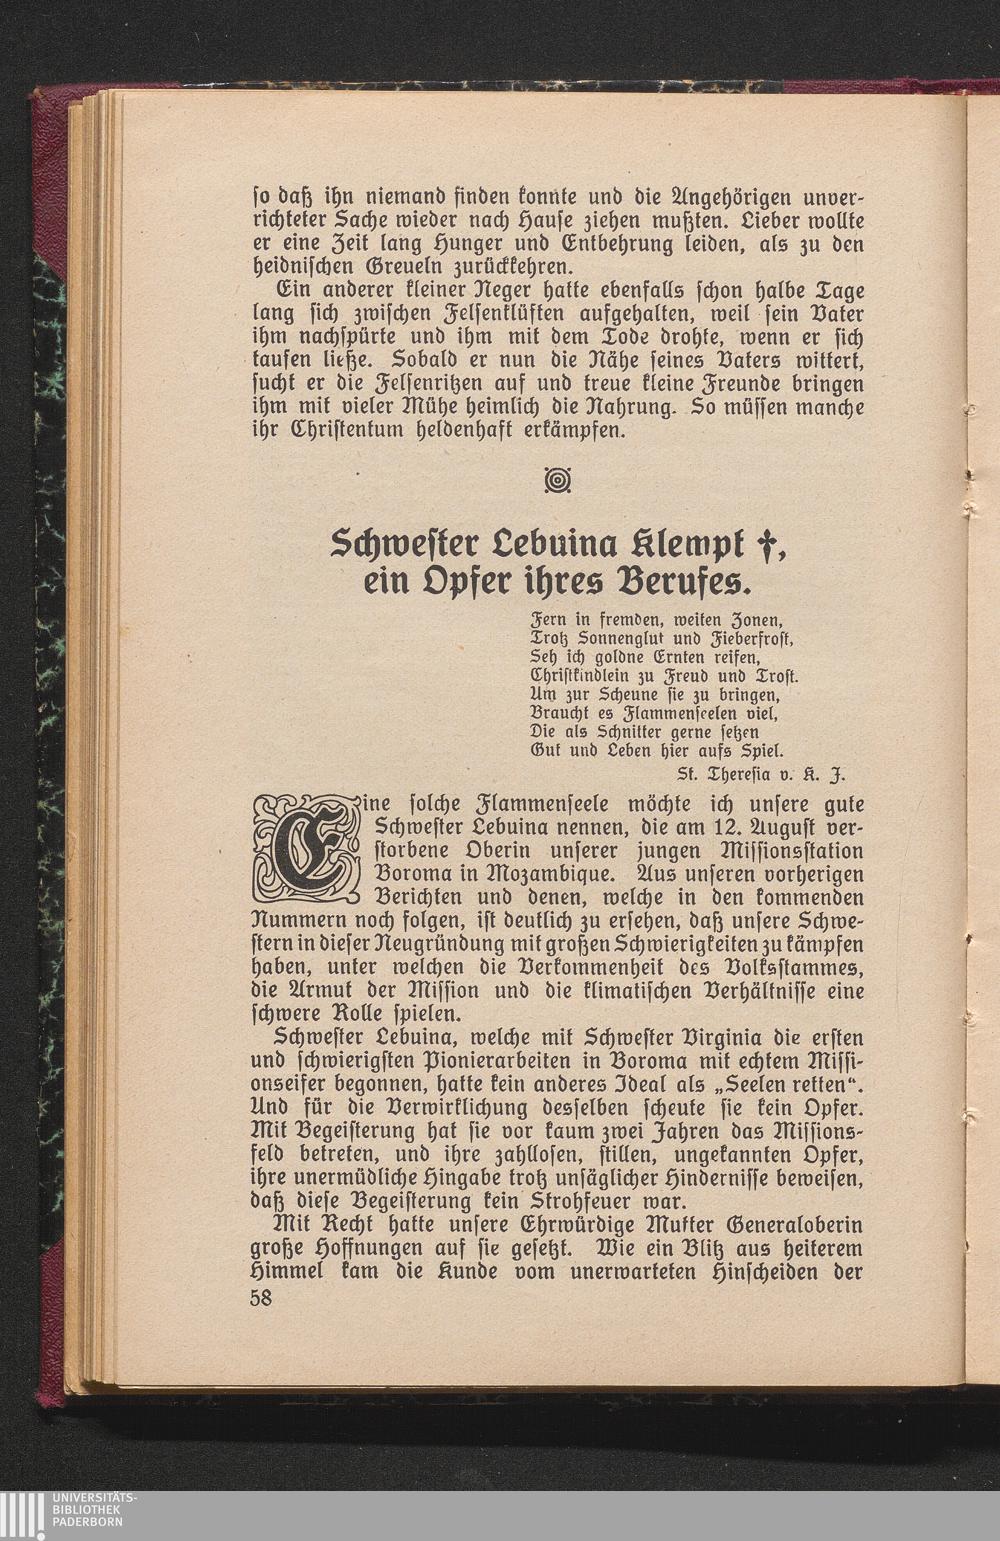 so daß ihn niemand finden konnte und die Angehörigen unver-
richteter Sache wieder nach Hause ziehen mußten. Lieber wollte
er eine Zeit lang Hunger und Entbehrung leiden, als zu den
heidnischen Greueln zurückkehren.
Ein anderer kleiner Neger hatte ebenfalls schon halbe Tage
lang sich zwischen Felsenklüften aufgehalten, weil sein Vater
ihm nachspürte und ihm mit dem Tode drohte, wenn er sich
taufen ließe. Sobald er nun die Nähe seines Vaters wittert,
sucht er die Felsenritzen auf und treue kleine Freunde bringen
ihm mit vieler Mühe heimlich die Nahrung. So müssen manche
ihr Christentum heldenhaft erkämpfen.
Schwester Lebuina Klempt †,
ein Opfer ihres Berufes.
Fern in fremden, weiten Zonen,
Trotz Sonnenglut und Fieberfrost,
Seh ich goldne Ernten reifen,
Christkindlein zu Freud und Trost.
Um zur Scheune sie zu bringen,
Braucht es Flammenseelen viel,
Die als Schnitter gerne setzen
Gut und Leben hier aufs Spiel.
St. Theresia v. K. J.
Eine solche Flammenseele möchte ich unsere gute
Schwester Lebuina nennen, die am 12. August ver-
storbene Oberin unserer jungen Missionsstation
Boroma in Mozambique. Aus unseren vorherigen
Berichten und denen, welche in den kommenden
Nummern noch folgen, ist deutlich zu ersehen, daß unsere Schwe-
stern in dieser Neugründung mit großen Schwierigkeiten zu kämpfen
haben, unter welchen die Verkommenheit des Volksstammes,
die Armut der Mission und die klimatischen Verhältnisse eine
schwere Rolle spielen.
Schwester Lebuina, welche mit Schwester Virginia die ersten
und schwierigsten Pionierarbeiten in Boroma mit echtem Missi-
onseifer begonnen, hatte kein anderes Ideal als „Seelen retten“.
Und für die Verwirklichung desselben scheute sie kein Opfer.
Mit Begeisterung hat sie vor kaum zwei Jahren das Missions-
feld betreten, und ihre zahllosen, stillen, ungekannten Opfer,
ihre unermüdliche Hingabe trotz unsäglicher Hindernisse beweisen,
daß diese Begeisterung kein Strohfeuer war.
Mit Recht hatte unsere Ehrwürdige Mutter Generaloberin
große Hoffnungen auf sie gesetzt. Wie ein Blitz aus heiterem
Himmel kam die Kunde vom unerwarteten Hinscheiden der
58
UNIVERSITÄTS-
BIBLIOTHEK
PADERBORN